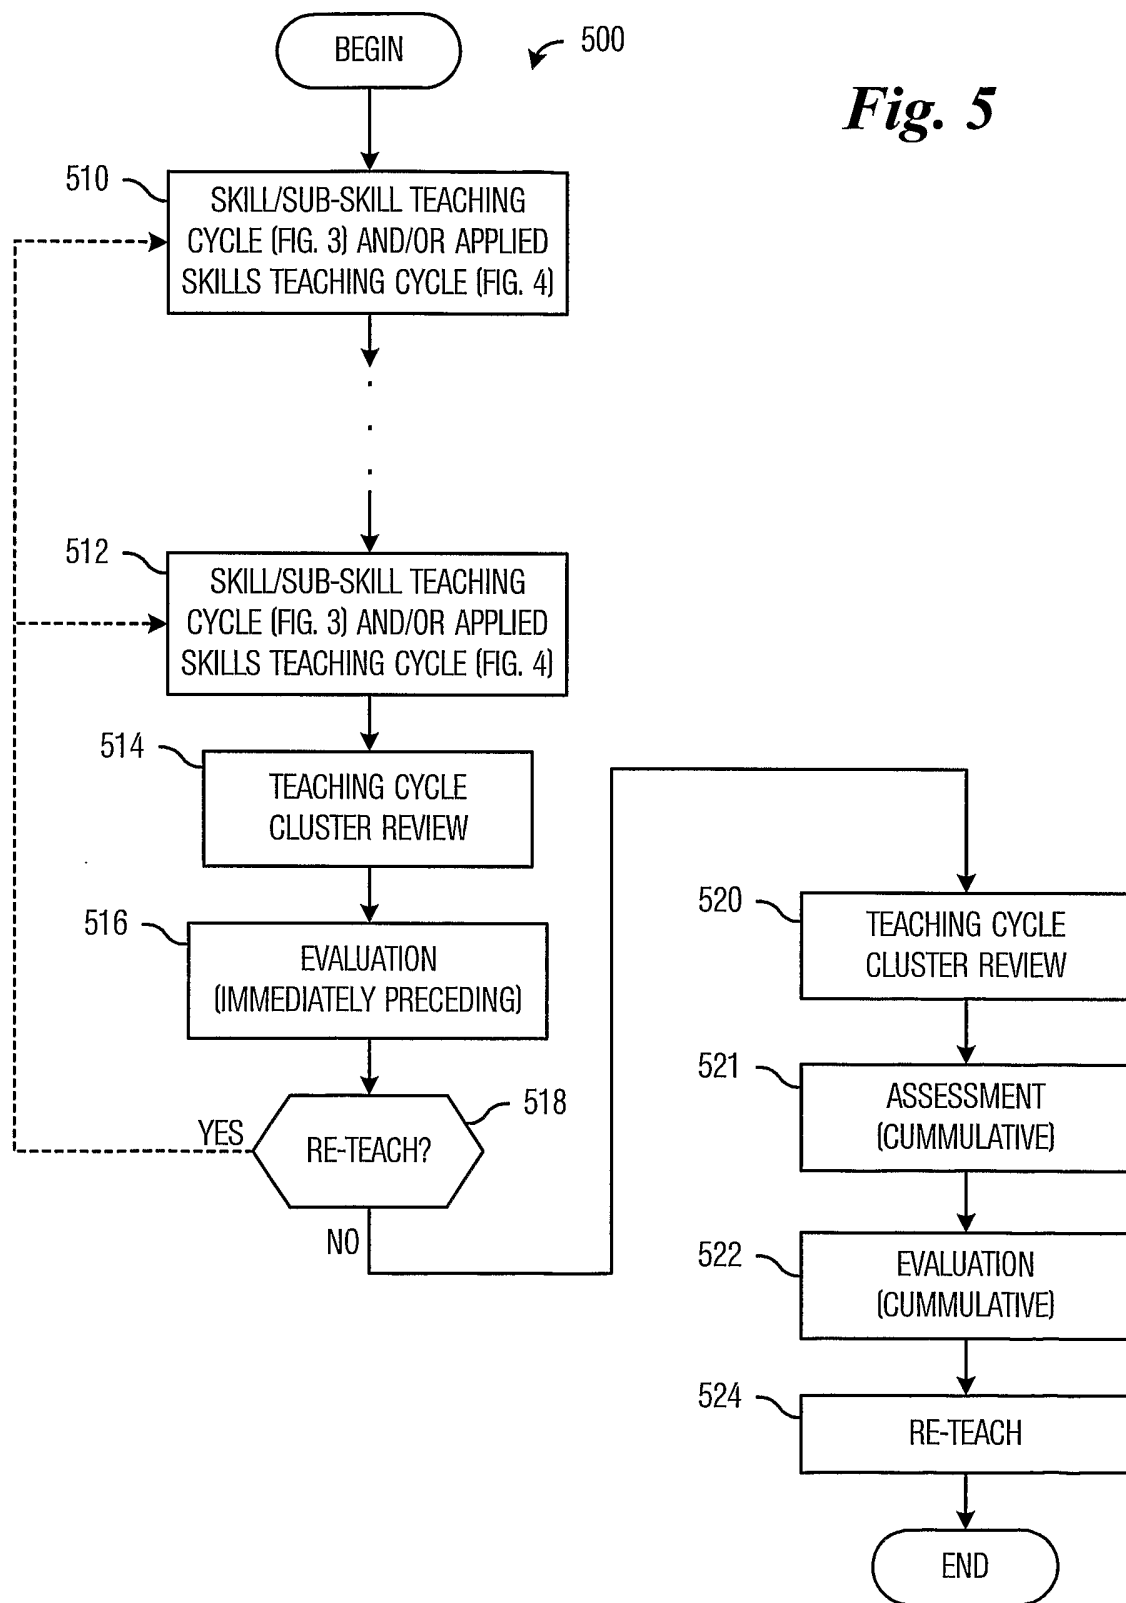 BEGIN
500
Fig. 5
510
SKILL/SUB-SKILL TEACHING
CYCLE (FIG. 3) AND/OR APPLIED
SKILLS TEACHING CYCLE (FIG. 4)
512
SKILL/SUB-SKILL TEACHING
CYCLE (FIG. 3) AND/OR APPLIED
SKILLS TEACHING CYCLE (FIG. 4)
514
TEACHING CYCLE
CLUSTER REVIEW
516
EVALUATION
(IMMEDIATELY PRECEDING)
518
YES
RE-TEACH?
NO
520
TEACHING CYCLE
CLUSTER REVIEW
521
ASSESSMENT
(CUMMULATIVE)
522
EVALUATION
(CUMMULATIVE)
524
RE-TEACH
END